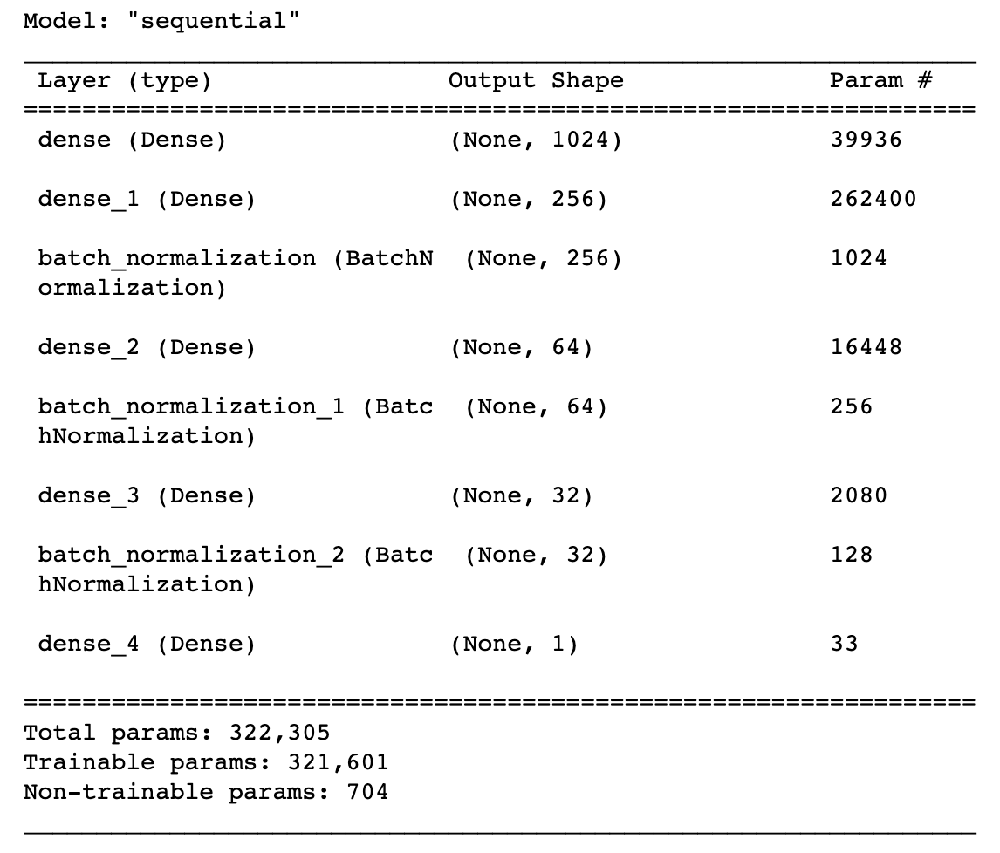 Model: "sequential"
Layer (type) Output Shape Param #
=================================================================
dense (Dense) (None, 1024) 39936
dense_1 (Dense) (None, 256) 262400
batch_normalization (BatchN (None, 256) 1024
ormalization)
dense_2 (Dense) (None, 64) 16448
batch_normalization_1 (Batc (None, 64) 256
hNormalization)
dense_3 (Dense) (None, 32) 2080
batch_normalization_2 (Batc (None, 32) 128
hNormalization)
dense_4 (Dense) (None, 1) 33
=================================================================
Total params: 322,305
Trainable params: 321,601
Non-trainable params: 704